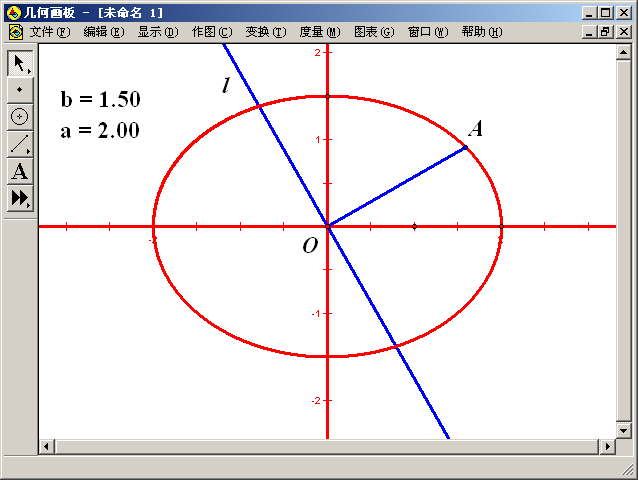 几何画板 - [未命名 1]
文件(F) 编辑(E) 显示(D) 作图(C) 变换(T) 度量(M) 图表(G) 窗口(W) 帮助(H)
2
l
b = 1.50
a = 2.00
1
A
A
O
-1
-2